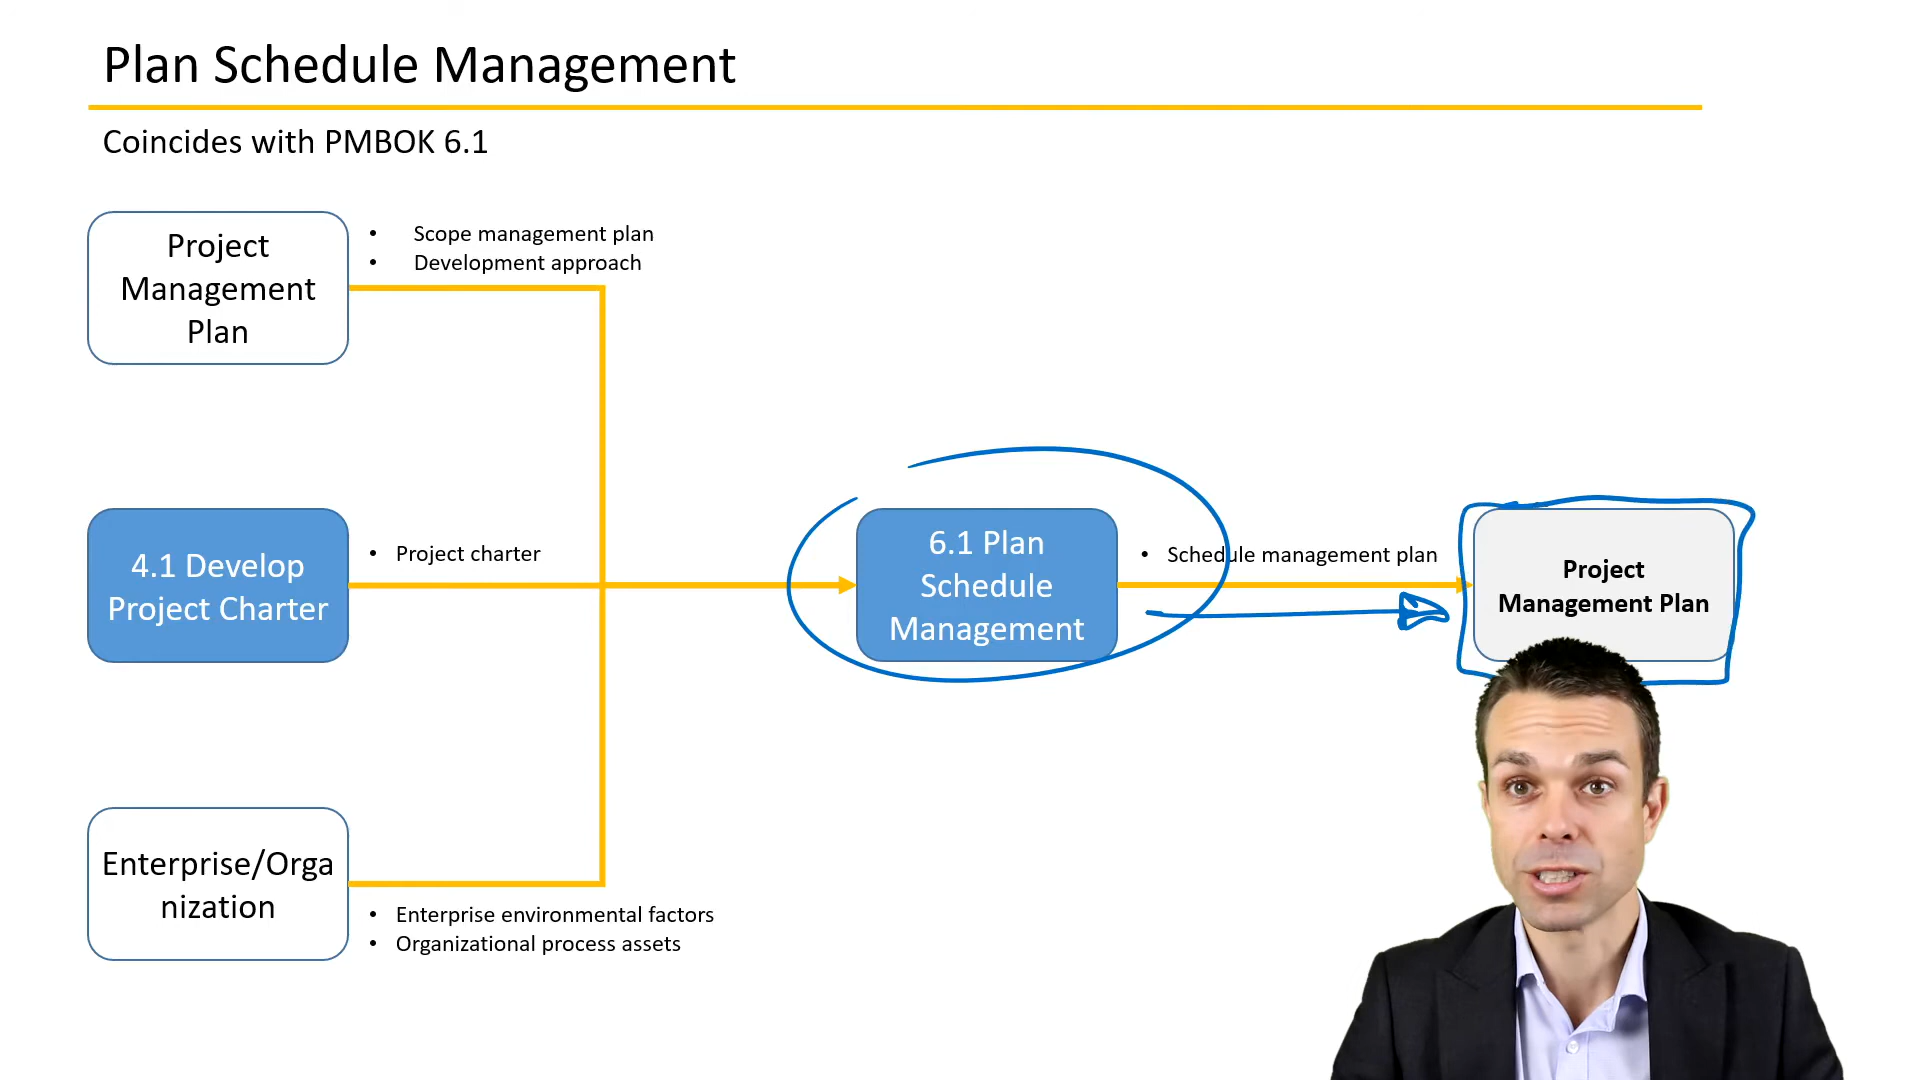 Plan Schedule Management
Coincides with PMBOK 6.1
Project
Management
Plan
• Scope management plan
• Development approach
4.1 Develop
Project Charter
• Project charter
6.1 Plan
Schedule
Management
• Schedule management plan
Project
Management Plan
Enterprise/Orga
nization
• Enterprise environmental factors
• Organizational process assets